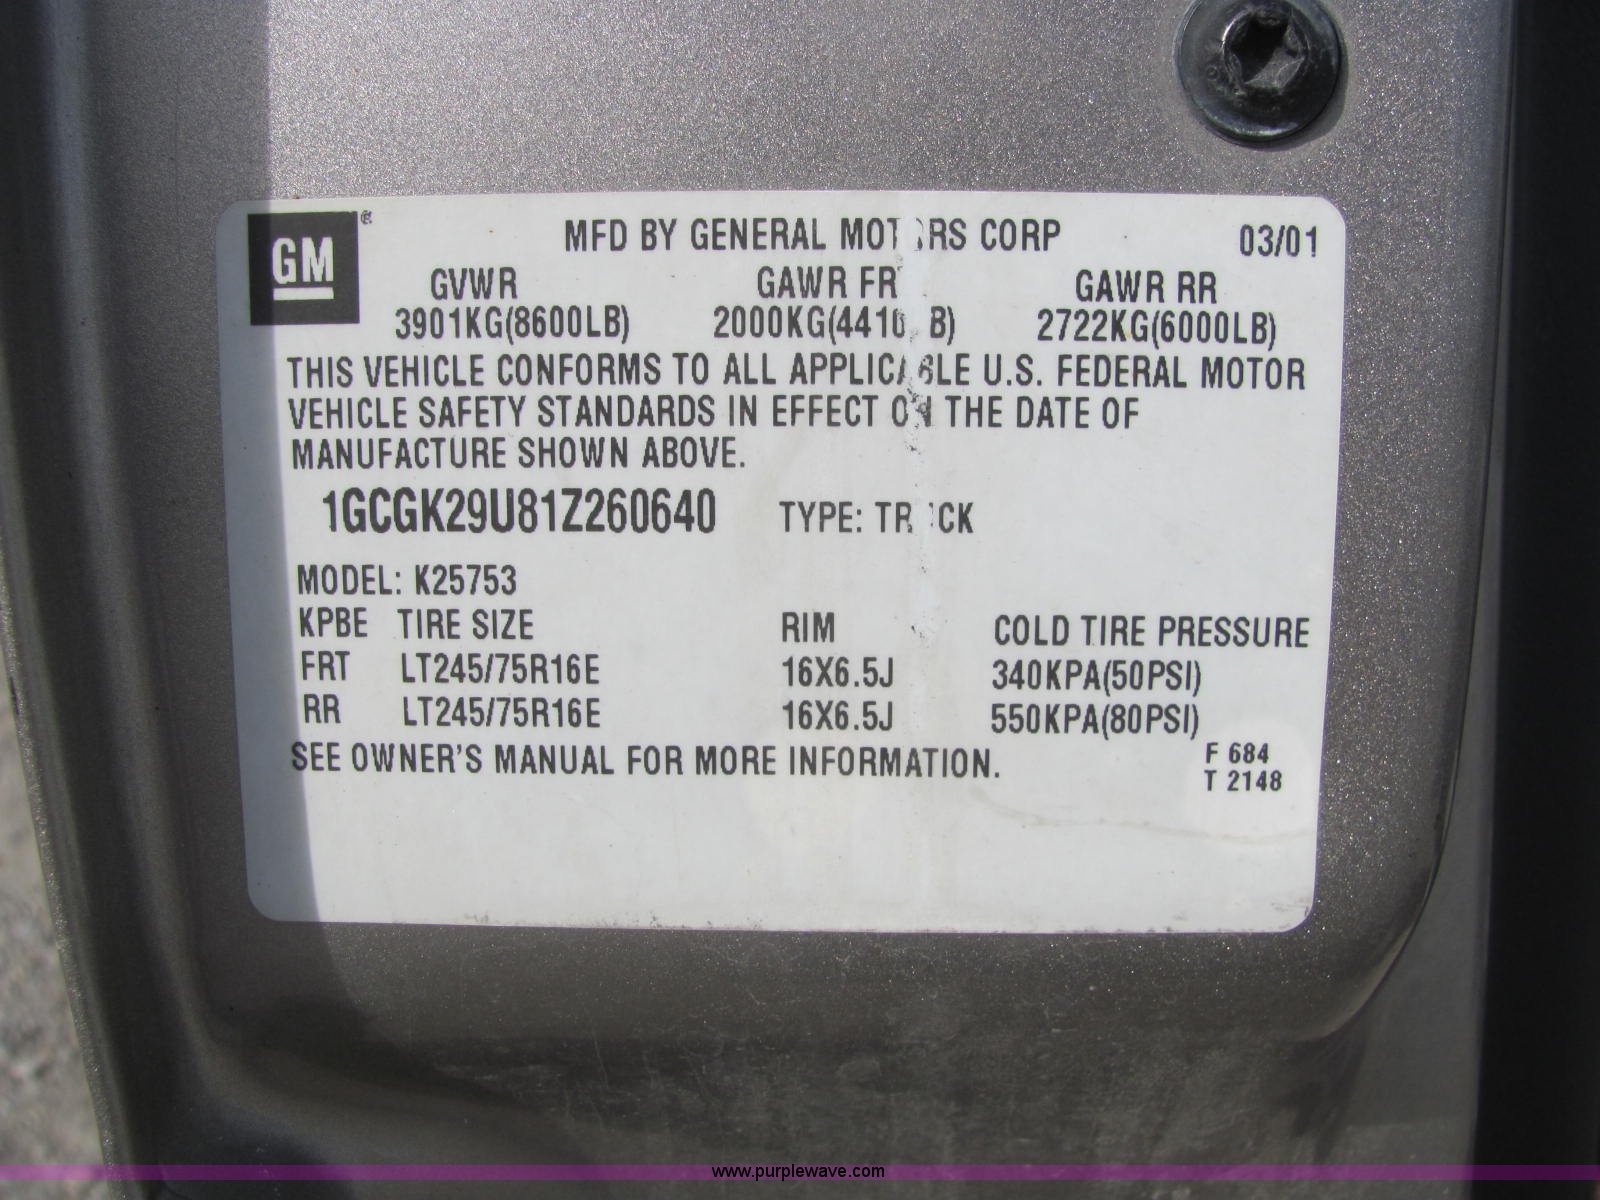 GM ®
MFD BY GENERAL MOTORS CORP 03/01
GVWR GAWR FRT GAWR RR
3901KG(8600LB) 2000KG(4410LB) 2722KG(6000LB)
THIS VEHICLE CONFORMS TO ALL APPLICABLE U.S. FEDERAL MOTOR
VEHICLE SAFETY STANDARDS IN EFFECT ON THE DATE OF
MANUFACTURE SHOWN ABOVE.
1GCGK29U81Z260640 TYPE: TRUCK
MODEL: K25753
KPBE TIRE SIZE RIM COLD TIRE PRESSURE
FRT LT245/75R16E 16X6.5J 340KPA(50PSI)
RR LT245/75R16E 16X6.5J 550KPA(80PSI)
SEE OWNER'S MANUAL FOR MORE INFORMATION.
F 684
T 2148
www.purplewave.com